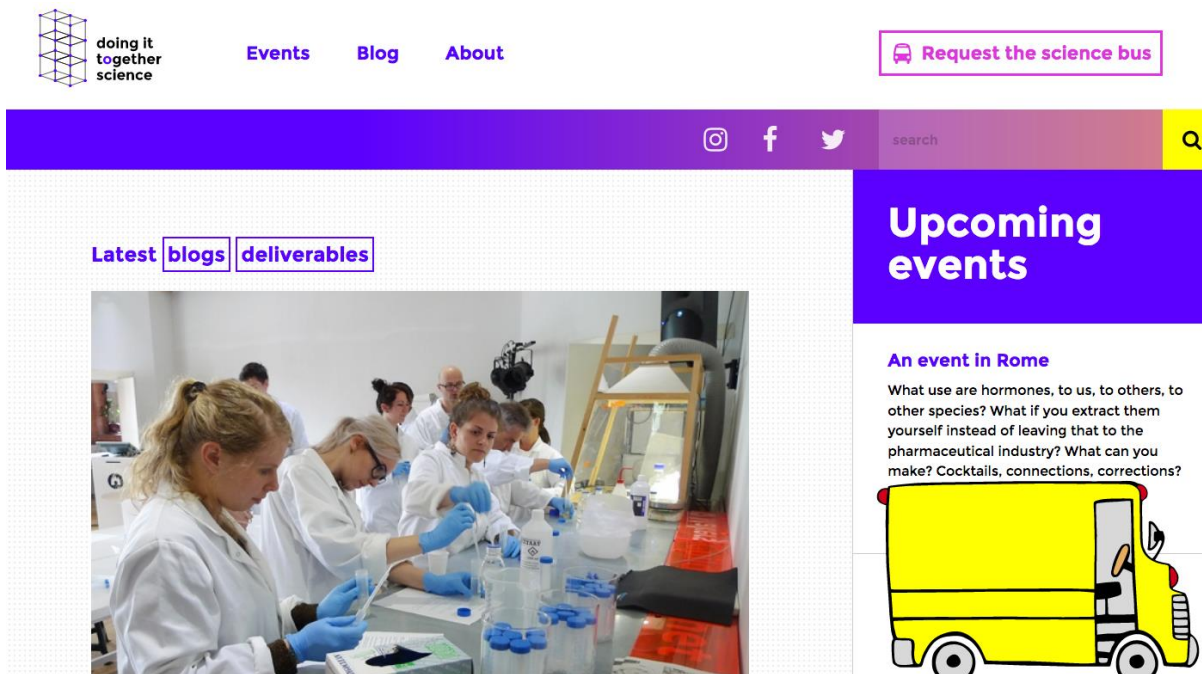 doing it
together
science
Events Blog About
Request the science bus
search
Latest blogs deliverables
Upcoming
events
An event in Rome
What use are hormones, to us, to others, to
other species? What if you extract them
yourself instead of leaving that to the
pharmaceutical industry? What can you
make? Cocktails, connections, corrections?